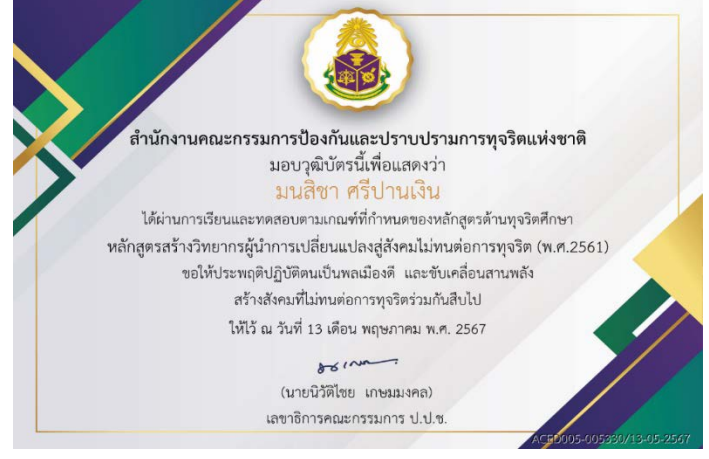 สำนักงานคณะกรรมการป้องกันและปราบปรามการทุจริตแห่งชาติ
มอบวุฒิบัตรนี้เพื่อแสดงว่า
มนสิชา ศรีปานเงิน
ได้ผ่านการเรียนและทดสอบตามเกณฑ์ที่กำหนดของหลักสูตรต้านทุจริตศึกษา
หลักสูตรสร้างวิทยากรผู้นำการเปลี่ยนแปลงสู่สังคมไม่ทนต่อการทุจริต (พ.ศ.2561)
ขอให้ประพฤติปฏิบัติตนเป็นพลเมืองดี และขับเคลื่อนสานพลัง
สร้างสังคมที่ไม่ทนต่อการทุจริตร่วมกันสืบไป
ให้ไว้ ณ วันที่ 13 เดือน พฤษภาคม พ.ศ. 2567
(นายนิวัติไชย เกษมมงคล)
เลขาธิการคณะกรรมการ ป.ป.ช.
ACED005-005330/13-05-2567